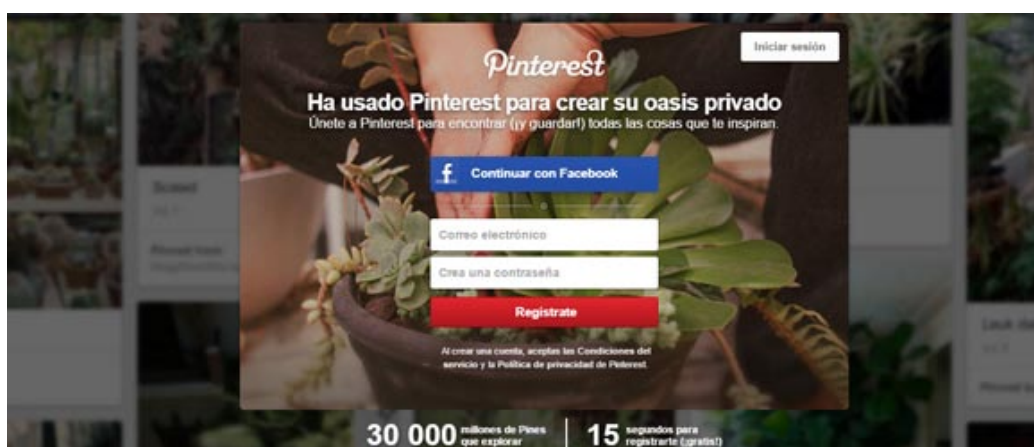 Iniciar sesión
Pinterest
Ha usado Pinterest para crear su oasis privado
Únete a Pinterest para encontrar (¡y guardar!) todas las cosas que te inspiran.
f Continuar con Facebook
o
Correo electrónico
Crea una contraseña
Regístrate
Al crear una cuenta, aceptas las Condiciones del
servicio y la Política de privacidad de Pinterest.
30 000 millones de Pines
que explorar
15 segundos para
registrarte (¡gratis!)